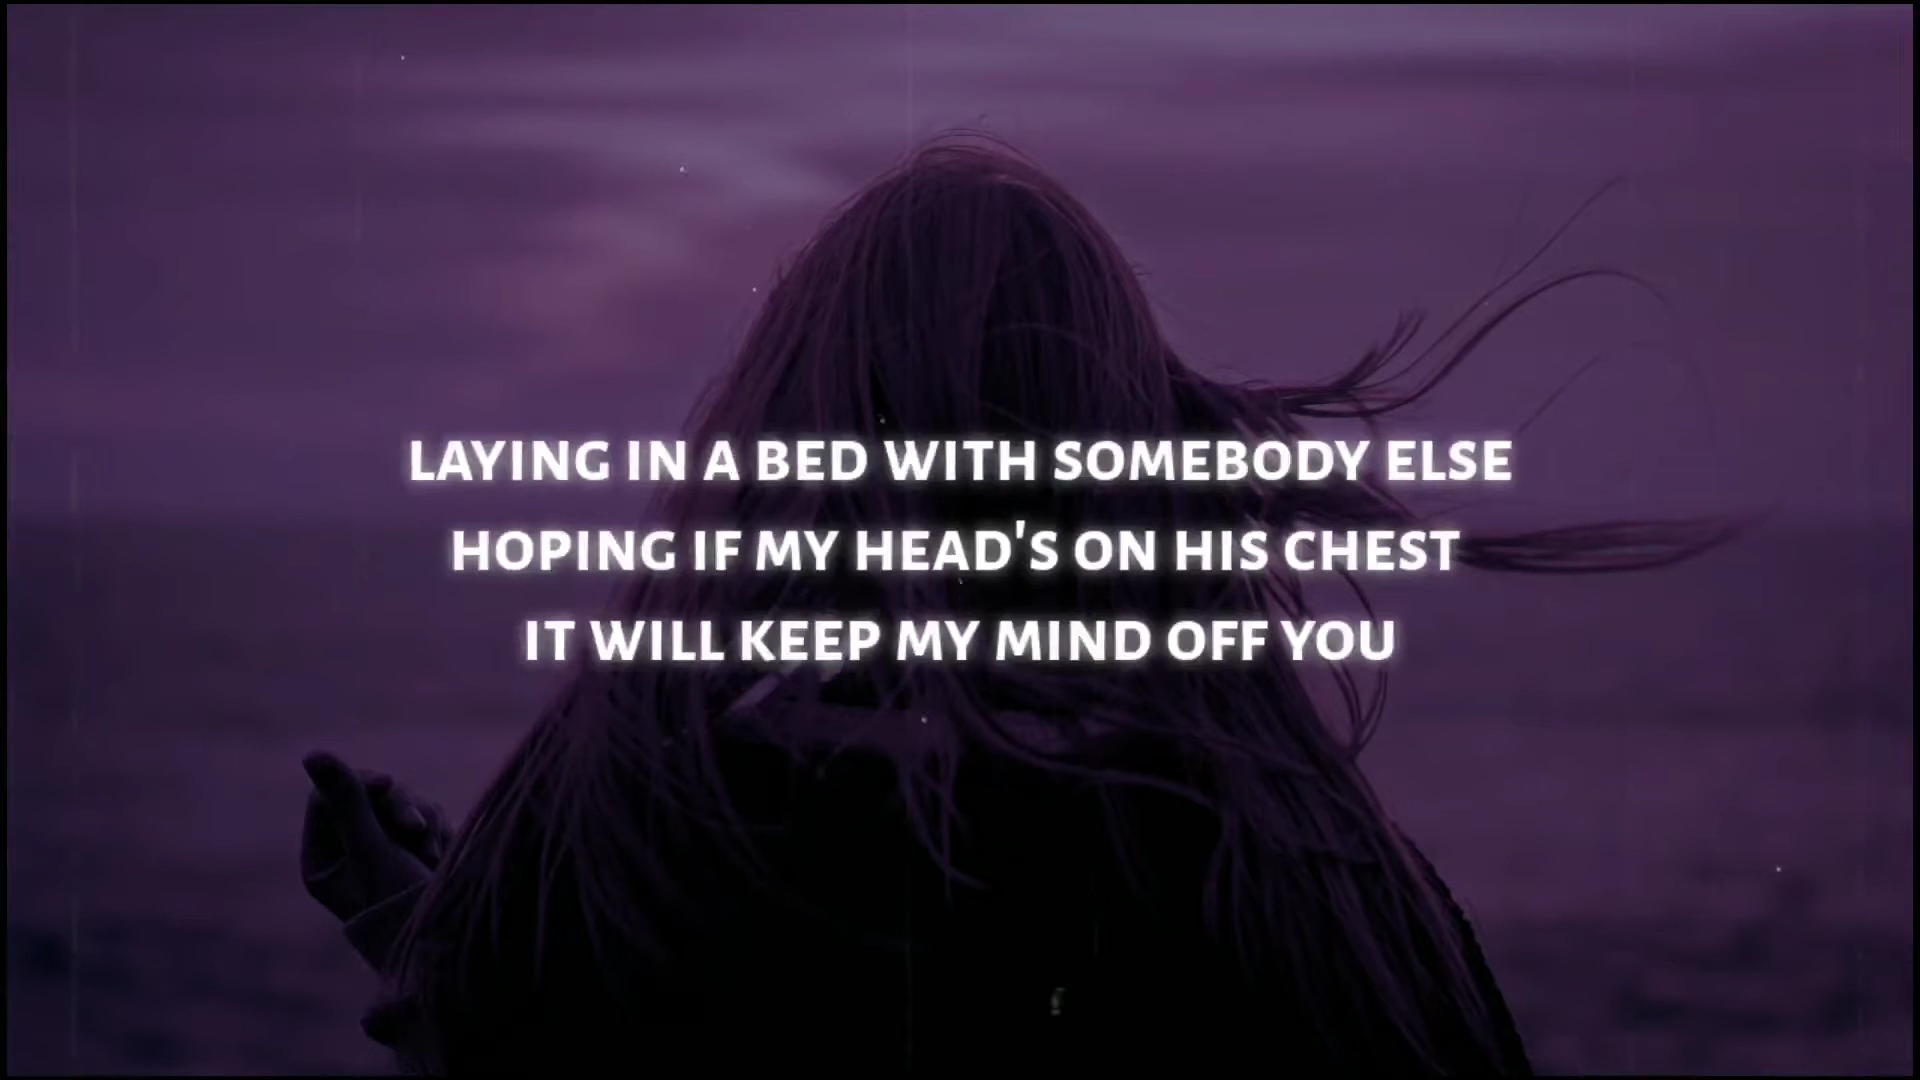 LAYING IN A BED WITH SOMEBODY ELSE
HOPING IF MY HEAD'S ON HIS CHEST
IT WILL KEEP MY MIND OFF YOU